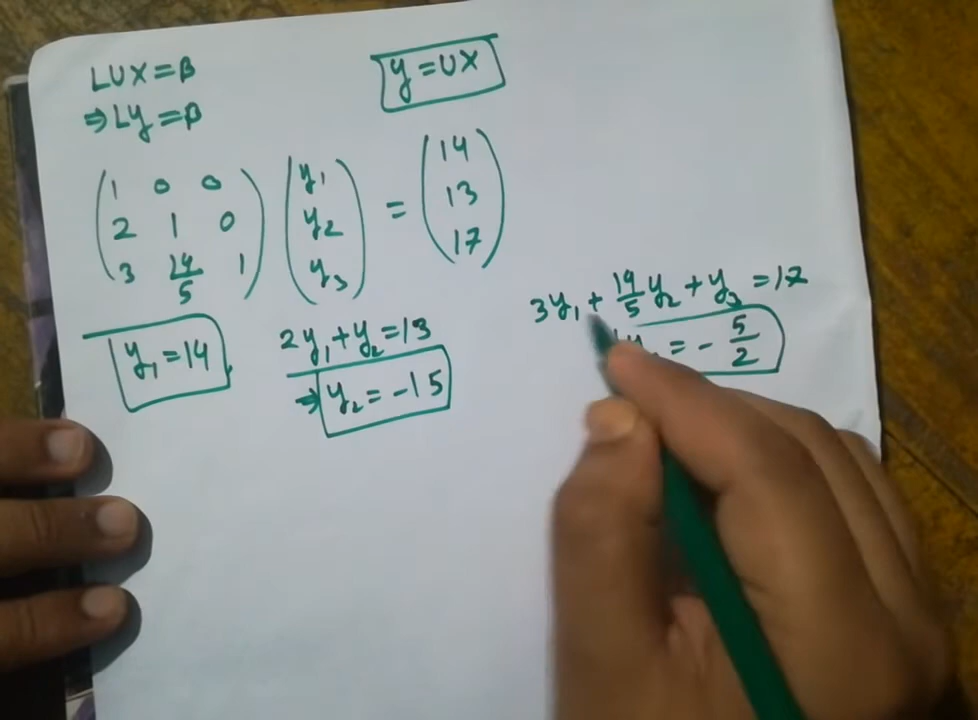 LUX = B
y = UX
⇒ Ly = B
1 0 0
2 1 0
3 14/5 1
y₁
y₂
y₃
=
14
13
17
3y₁ + 14/5 y₂ + y₃ = 17
y₁ = 14
2y₁ + y₂ = 13
⇒ y₂ = -15
= - 5/2